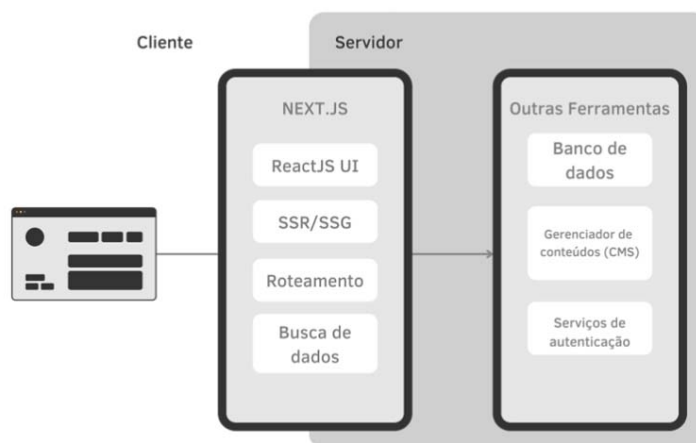 Cliente
Servidor
NEXT.JS
ReactJS UI
SSR/SSG
Roteamento
Busca de
dados
Outras Ferramentas
Banco de
dados
Gerenciador de
conteúdos (CMS)
Serviços de
autenticação